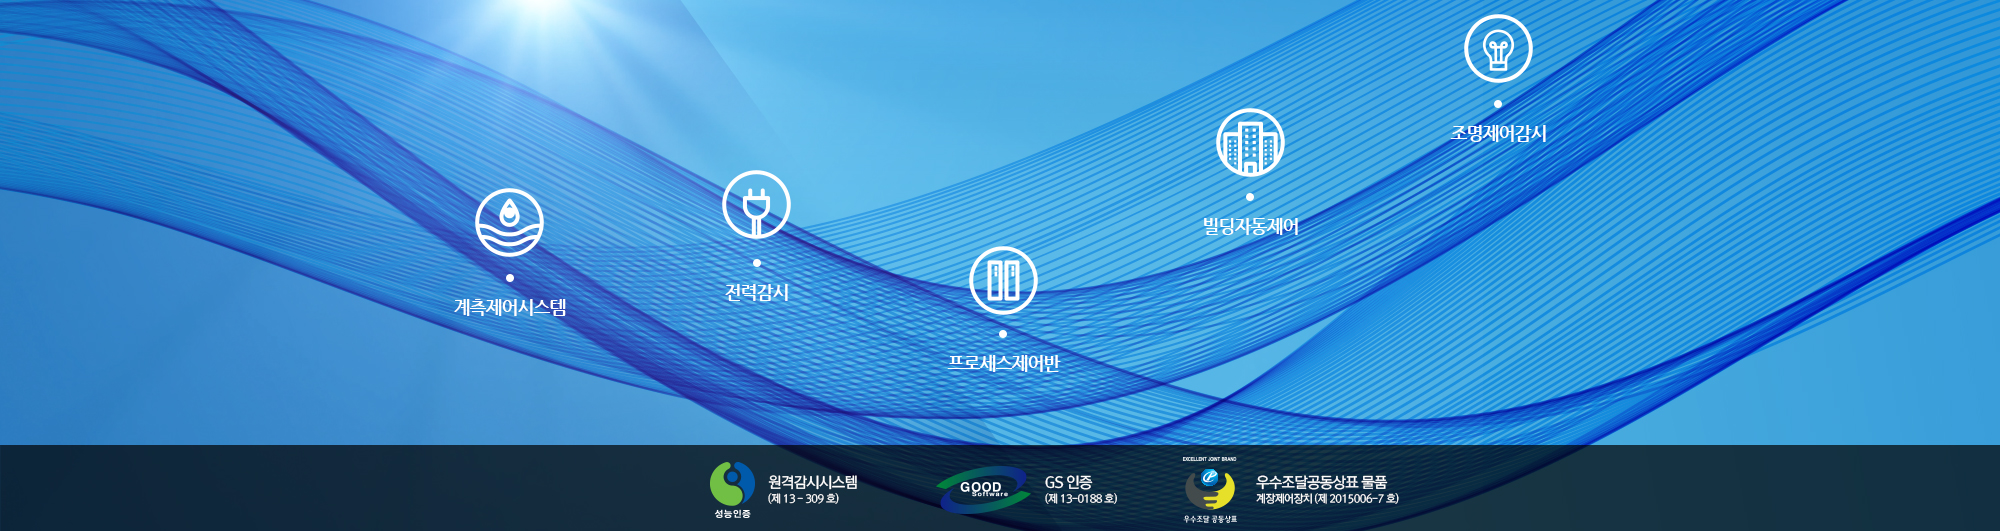 조명제어감시
빌딩자동제어
전력감시
계측제어시스템
프로세스제어반
성능인증
원격감시시스템
(제 13 - 309 호)
GOOD
Software
GS 인증
(제 13-0188 호)
EXCELLENT JOINT BRAND
우수조달 공동상표
우수조달공동상표 물품
계장제어장치 (제 2015006-7 호)